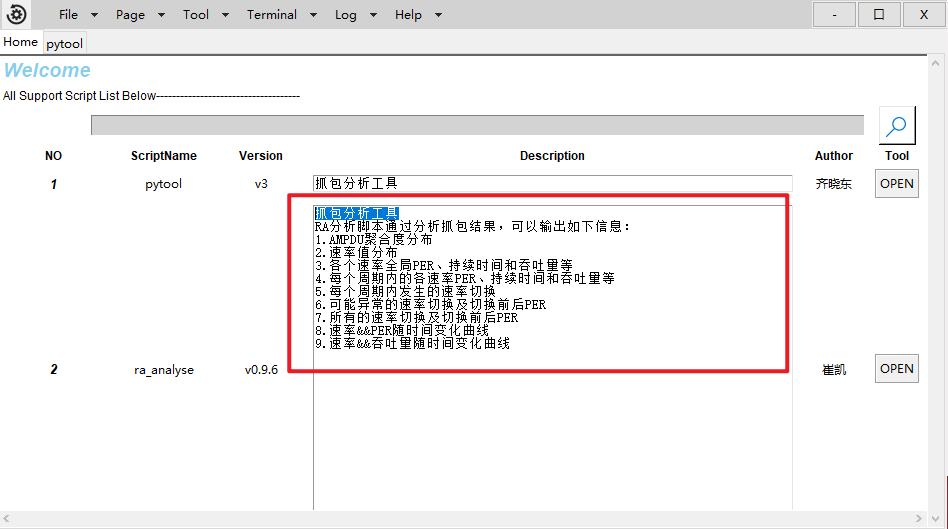 File Page Tool Terminal Log Help - 口 X
Home pytool
Welcome
All Support Script List Below------------------------------------
NO ScriptName Version Description Author Tool
1 pytool v3 抓包分析工具 齐晓东 OPEN
抓包分析工具
RA分析脚本通过分析抓包结果，可以输出如下信息：
1.AMPDU聚合度分布
2.速率值分布
3.各个速率全局PER、持续时间和吞吐量等
4.每个周期内的各速率PER、持续时间和吞吐量等
5.每个周期内发生的速率切换
6.可能异常的速率切换及切换前后PER
7.所有的速率切换及切换前后PER
8.速率&&PER随时间变化曲线
9.速率&&吞吐量随时间变化曲线
2 ra_analyse v0.9.6 崔凯 OPEN